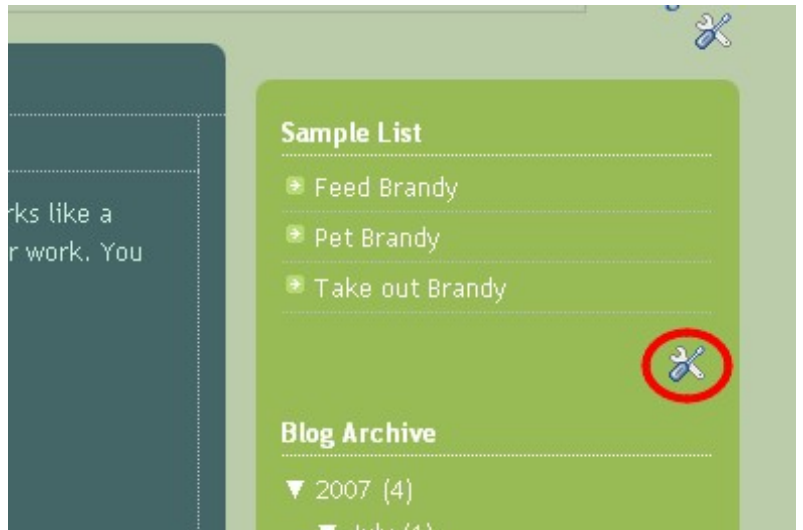 Sample List
Feed Brandy
Pet Brandy
Take out Brandy
rks like a
r work. You
Blog Archive
▼ 2007 (4)